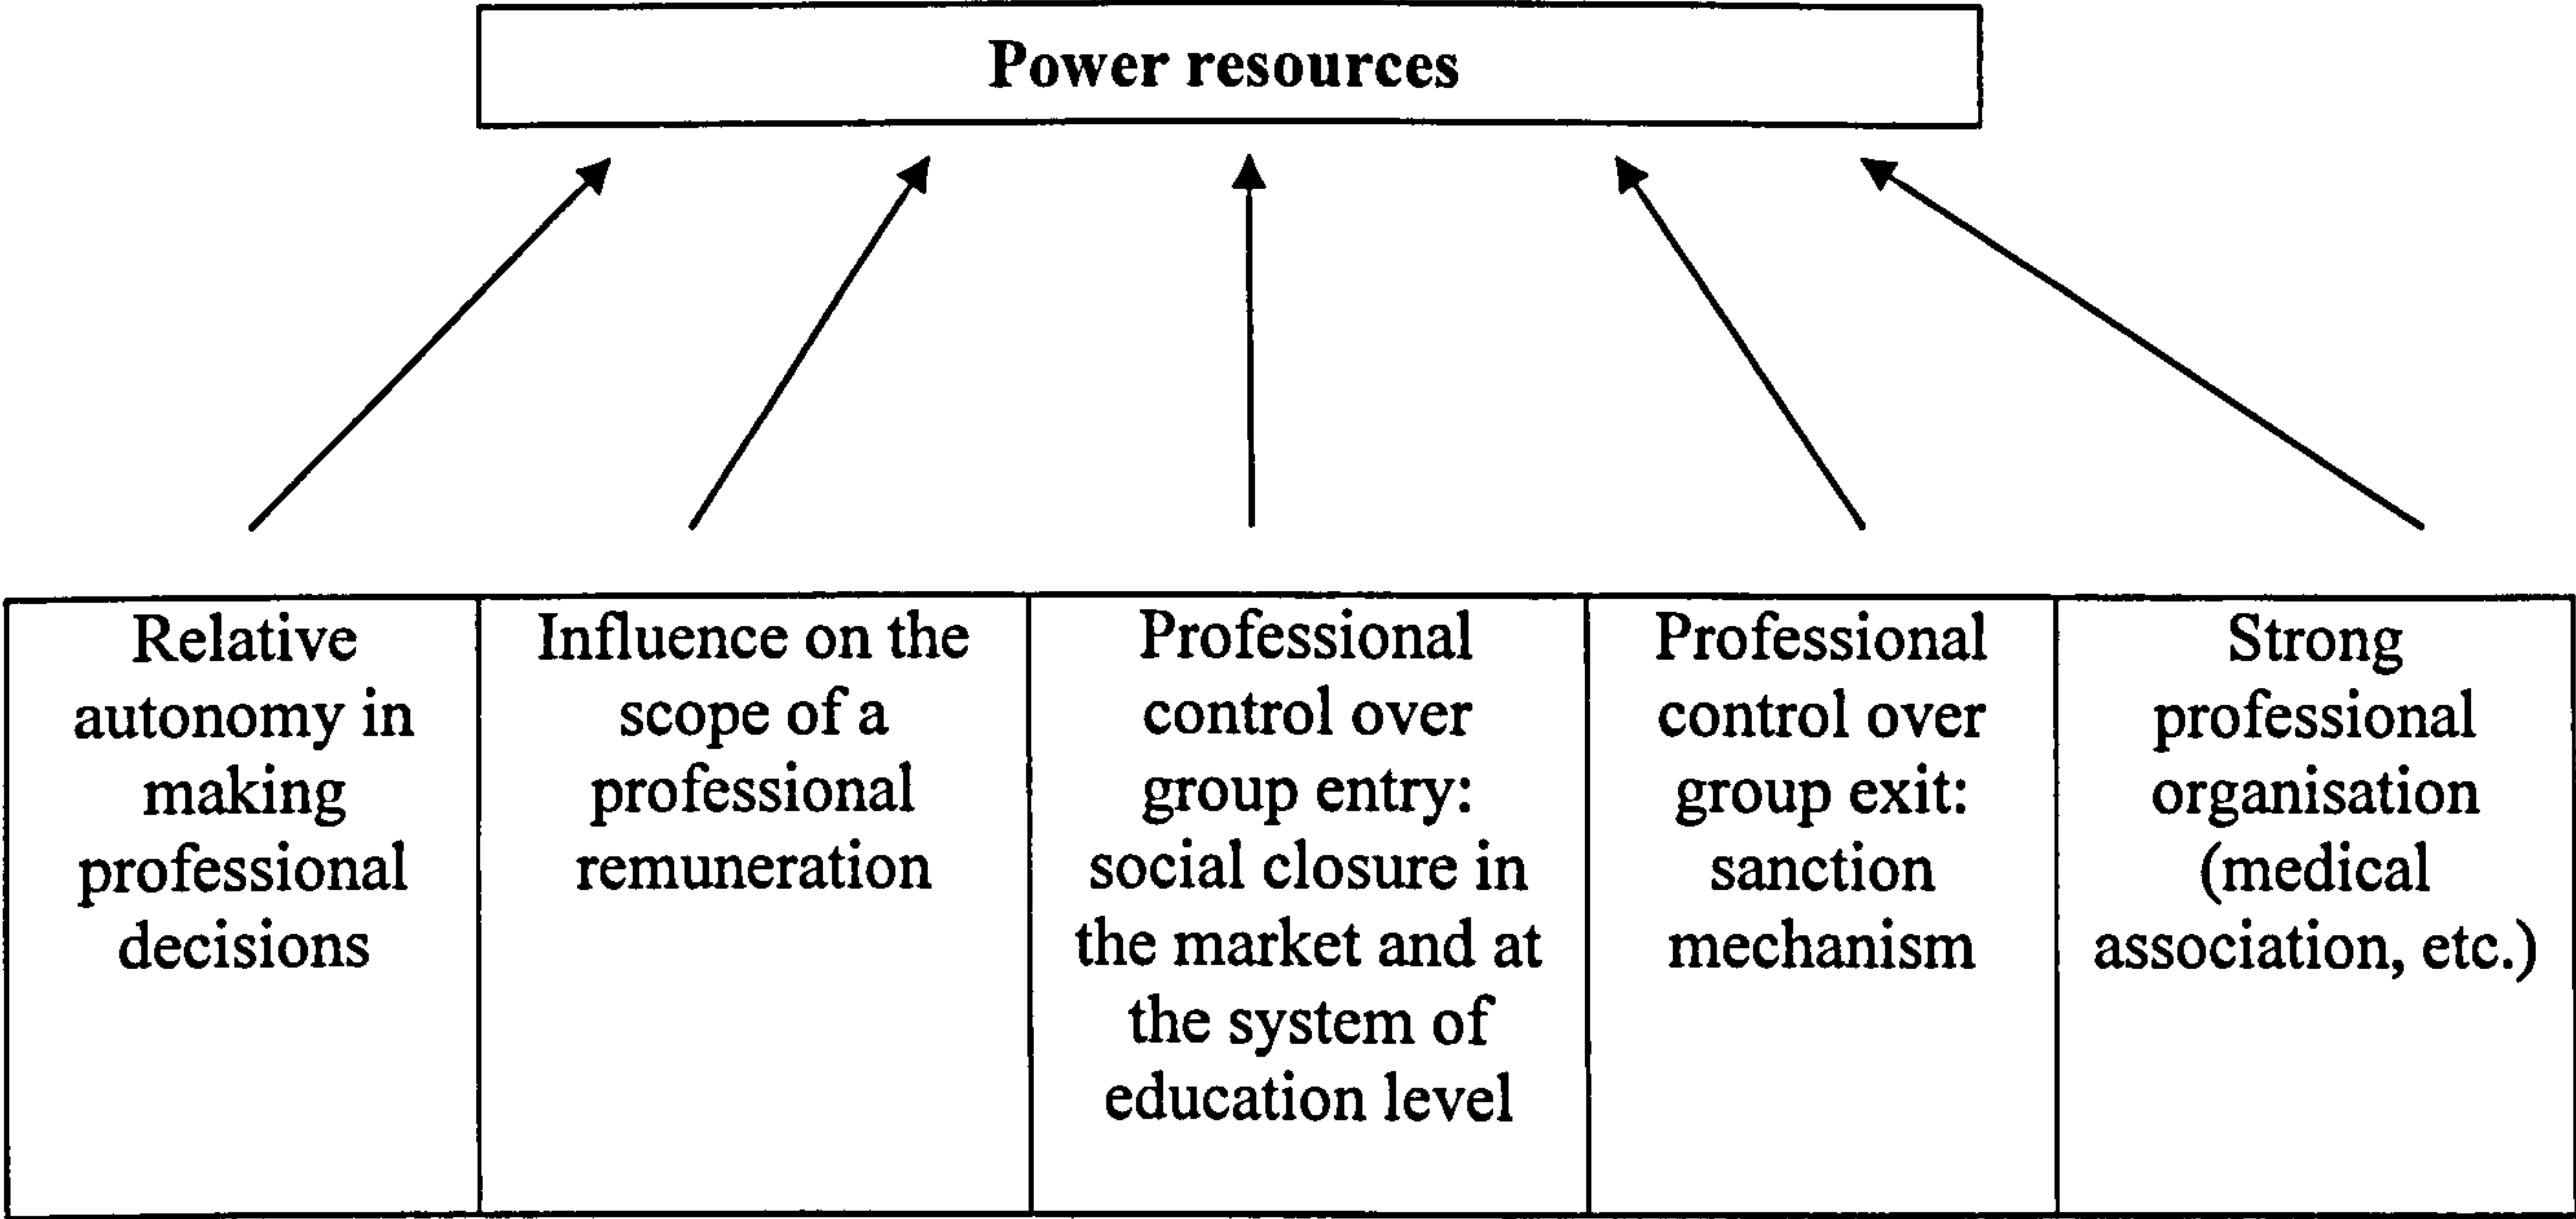 Power resources
Relative
autonomy in
making
professional
decisions
Influence on the
scope of a
professional
remuneration
Professional
control over
group entry:
social closure in
the market and at
the system of
education level
Professional
control over
group exit:
sanction
mechanism
Strong
professional
organisation
(medical
association, etc.)